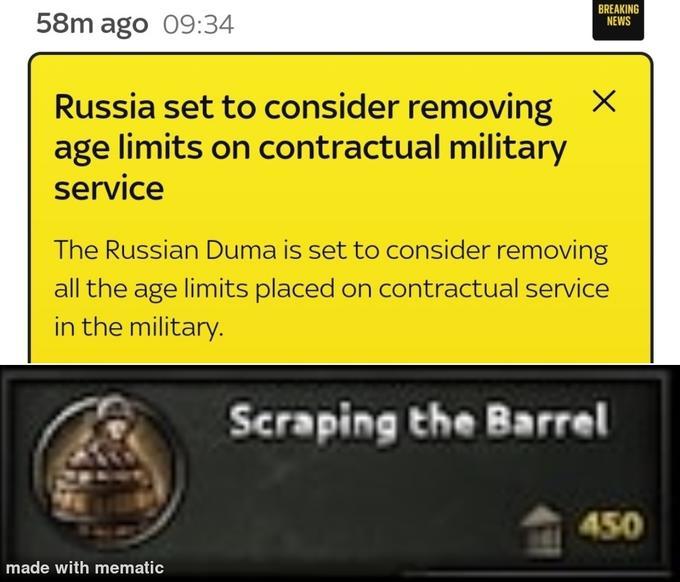 58m ago 09:34
BREAKING
NEWS
Russia set to consider removing
age limits on contractual military
service
The Russian Duma is set to consider removing
all the age limits placed on contractual service
in the military.
Scraping the Barrel
450
made with mematic